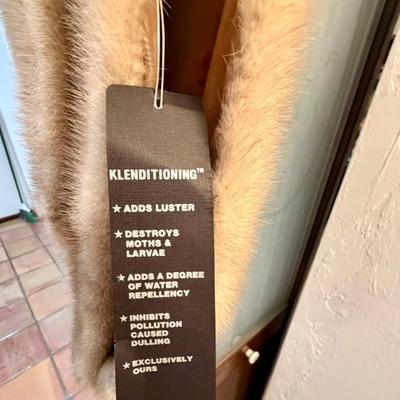 KLENDITIONING™
★ ADDS LUSTER
★ DESTROYS
MOTHS &
LARVAE
★ ADDS A DEGREE
OF WATER
REPELLENCY
★ INHIBITS
POLLUTION
CAUSED
DULLING
★ EXCLUSIVELY
OURS